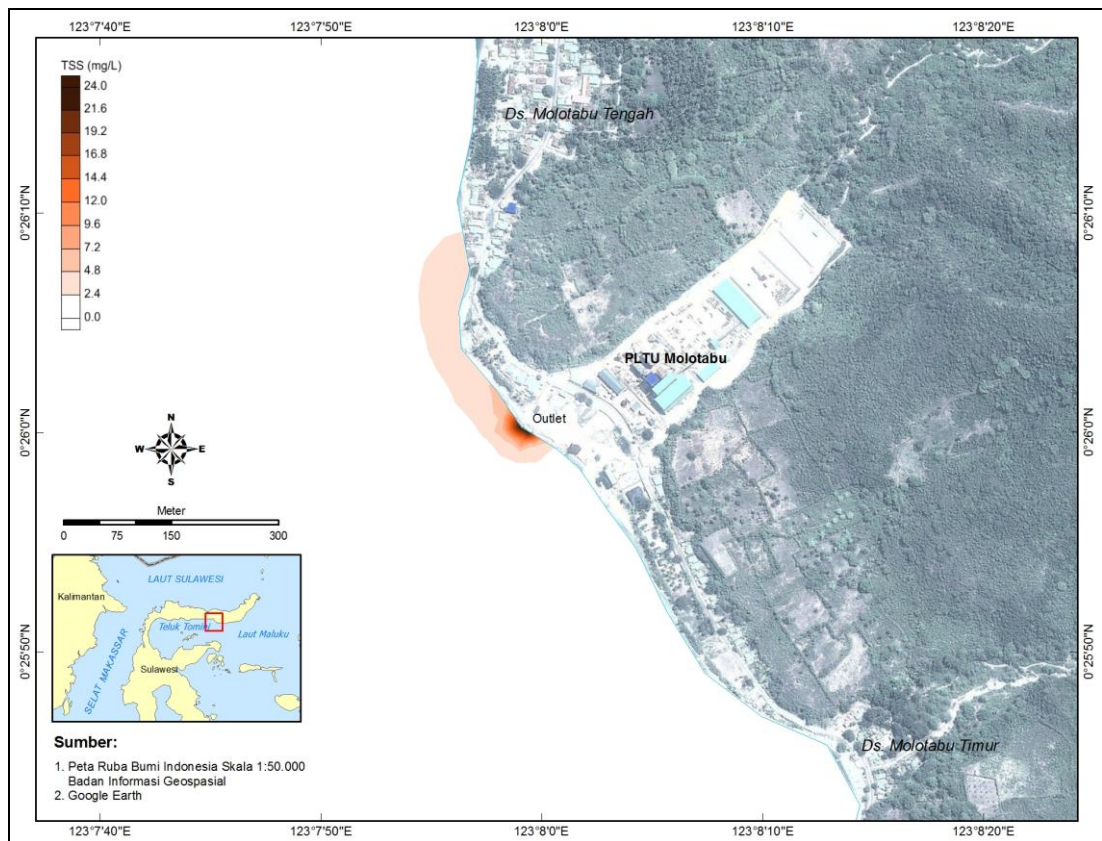 123°7'40"E
123°7'50"E
123°8'0"E
123°8'10"E
123°8'20"E
TSS (mg/L)
24.0
21.6
19.2
16.8
14.4
12.0
9.6
7.2
4.8
2.4
0.0
Ds. Molotabu Tengah
0°26'10"N
0°26'10"N
PLTU Molotabu
Outlet
0°26'0"N
0°26'0"N
N
W E
S
Meter
0 75 150 300
0°25'50"N
0°25'50"N
LAUT SULAWESI
Kalimantan
Teluk Tomini
Laut Maluku
SELAT MAKASSAR
Sulawesi
Ds. Molotabu Timur
Sumber:
1. Peta Ruba Bumi Indonesia Skala 1:50.000
Badan Informasi Geospasial
2. Google Earth
123°7'40"E
123°7'50"E
123°8'0"E
123°8'10"E
123°8'20"E